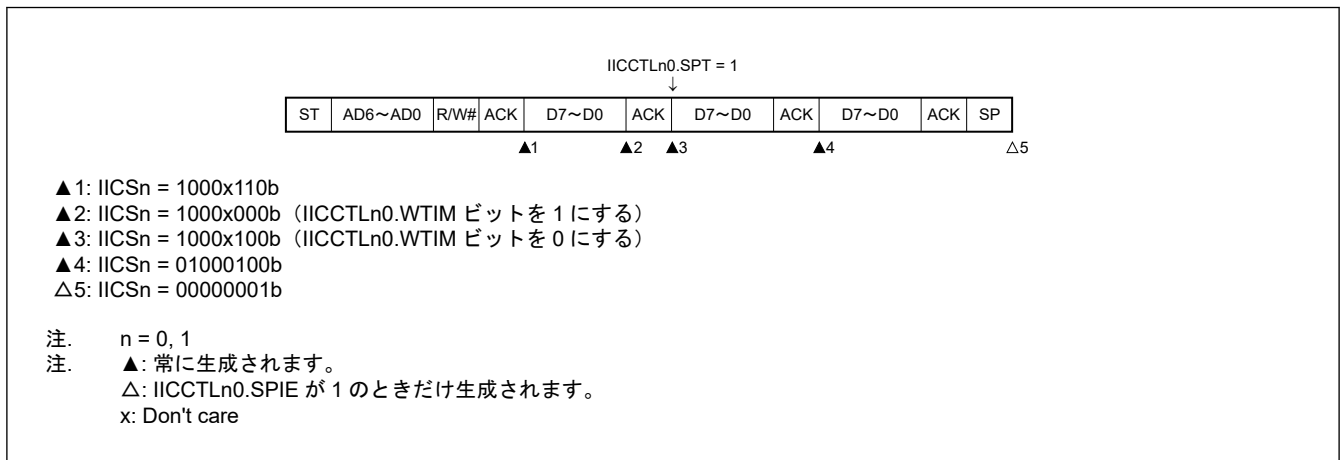 IICCTLn0.SPT = 1
↓
ST AD6～AD0 R/W# ACK D7～D0 ACK D7～D0 ACK D7～D0 ACK SP
▲1 ▲2 ▲3 ▲4 △5
▲1: IICSn = 1000x110b
▲2: IICSn = 1000x000b（IICCTLn0.WTIM ビットを 1 にする）
▲3: IICSn = 1000x100b（IICCTLn0.WTIM ビットを 0 にする）
▲4: IICSn = 01000100b
△5: IICSn = 00000001b
注. n = 0, 1
注. ▲: 常に生成されます。
△: IICCTLn0.SPIE が 1 のときだけ生成されます。
x: Don't care